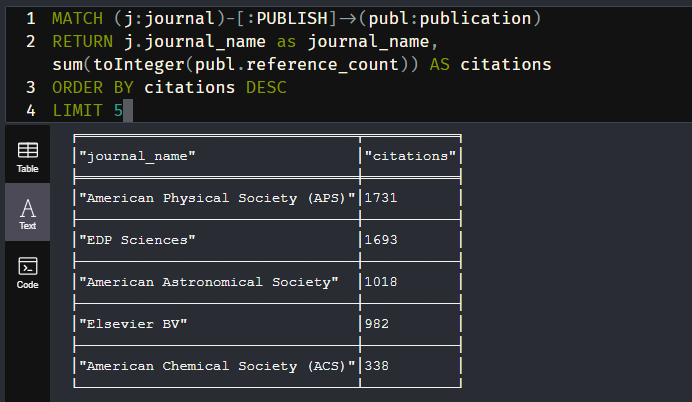 1 MATCH (j:journal)-[:PUBLISH]->(publ:publication)
2 RETURN j.journal_name as journal_name,
sum(toInteger(publ.reference_count)) AS citations
3 ORDER BY citations DESC
4 LIMIT 5
"journal_name" "citations"
Table
"American Physical Society (APS)" 1731
A
Text
"EDP Sciences" 1693
"American Astronomical Society" 1018
Code
"Elsevier BV" 982
"American Chemical Society (ACS)" 338